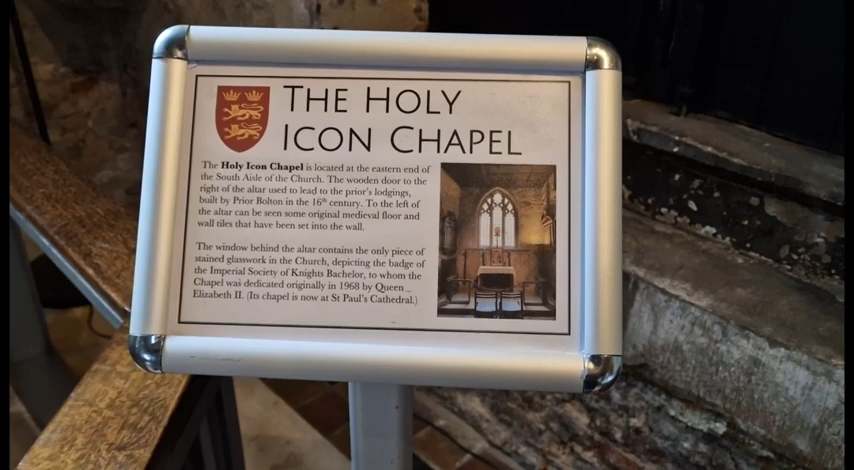 THE HOLY
ICON CHAPEL
The Holy Icon Chapel is located at the eastern end of
the South Aisle of the Church. The wooden door to the
right of the altar used to lead to the prior's lodgings,
built by Prior Bolton in the 16th century. To the left of
the altar can be seen some original medieval floor and
wall tiles that have been set into the wall.
The window behind the altar contains the only piece of
stained glasswork in the Church, depicting the badge of
the Imperial Society of Knights Bachelor, to whom the
Chapel was dedicated originally in 1968 by Queen
Elizabeth II. (Its chapel is now at St Paul's Cathedral.)